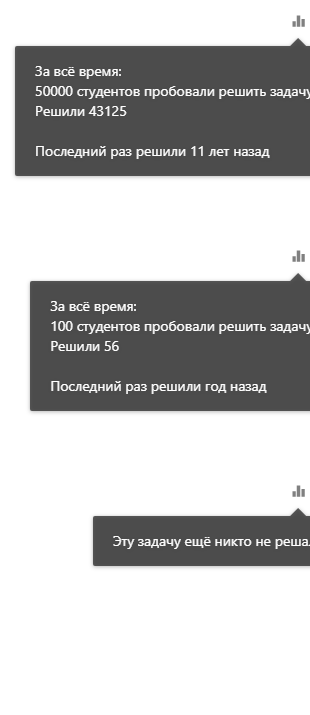 За всё время:
50000 студентов пробовали решить задачу
Решили 43125
Последний раз решили 11 лет назад
За всё время:
100 студентов пробовали решить задачу
Решили 56
Последний раз решили год назад
Эту задачу ещё никто не